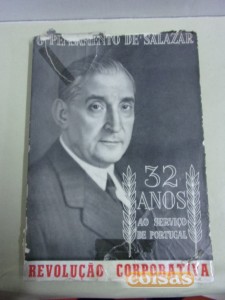 O PENSAMENTO DE SALAZAR
32
ANOS
AO SERVIÇO
DE PORTUGAL
REVOLUÇÃO CORPORATIVA
coisas